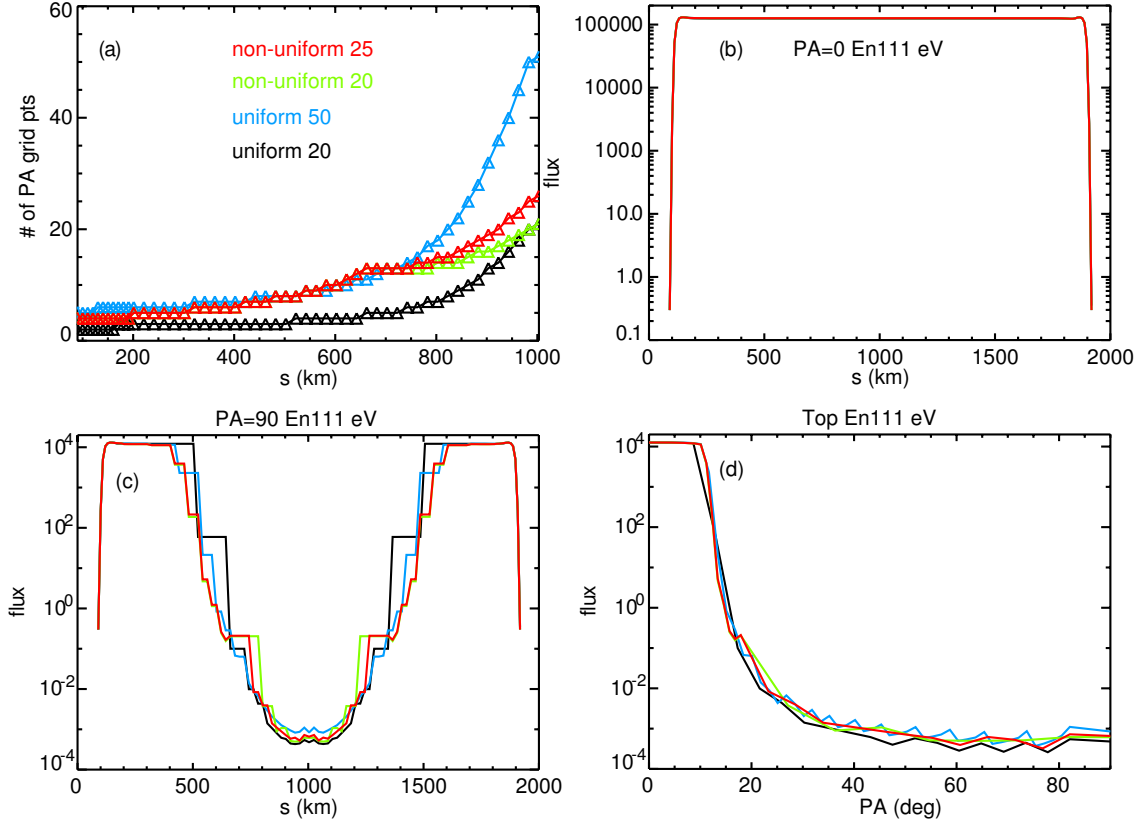 (a)
non-uniform 25
non-uniform 20
uniform 50
uniform 20
# of PA grid pts
60
40
20
0
200
400
600
800
1000
s (km)
(b)
PA=0 En111 eV
flux
100000
1000.0
100.0
10.0
1.0
0.1
0
500
1000
1500
2000
s (km)
PA=90 En111 eV
(c)
flux
10^4
10^2
10^0
10^-2
10^-4
0
500
1000
1500
2000
s (km)
Top En111 eV
(d)
flux
10^4
10^2
10^0
10^-2
10^-4
0
20
40
60
80
PA (deg)